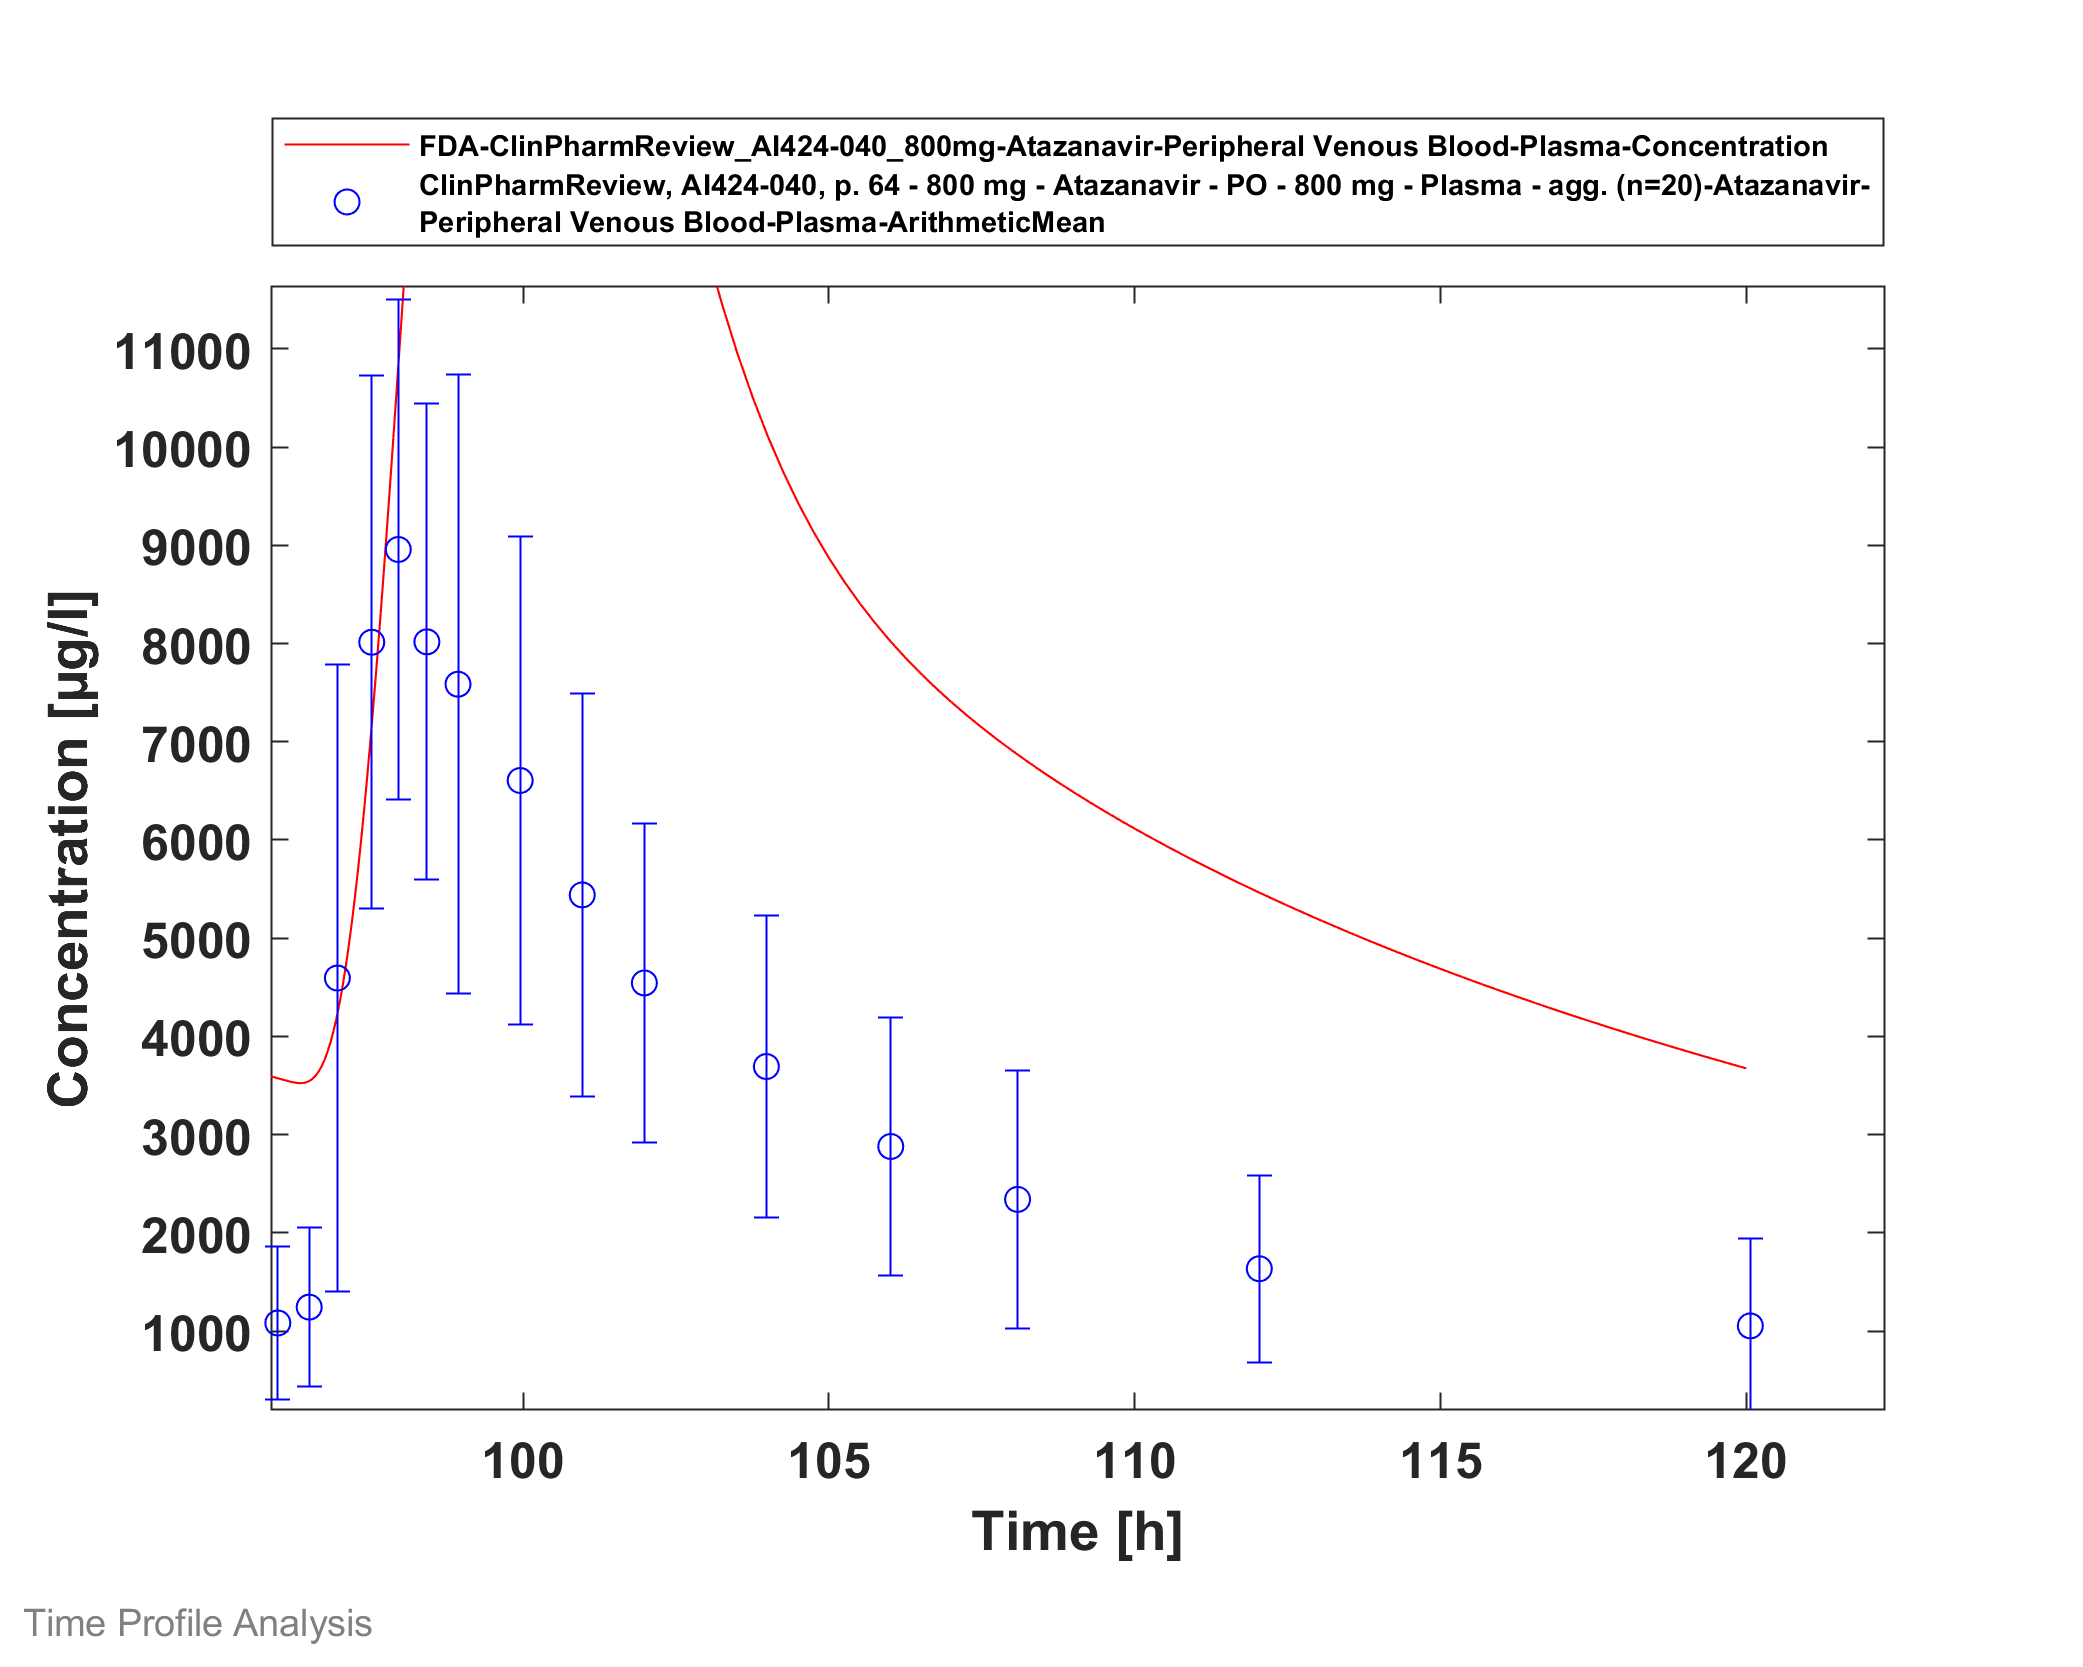 FDA-ClinPharmReview_AI424-040_800mg-Atazanavir-Peripheral Venous Blood-Plasma-Concentration
ClinPharmReview, AI424-040, p. 64 - 800 mg - Atazanavir - PO - 800 mg - Plasma - agg. (n=20)-Atazanavir-
Peripheral Venous Blood-Plasma-ArithmeticMean
11000
10000
9000
8000
7000
6000
5000
4000
3000
2000
1000
Concentration [µg/l]
100 105 110 115 120
Time [h]
Time Profile Analysis